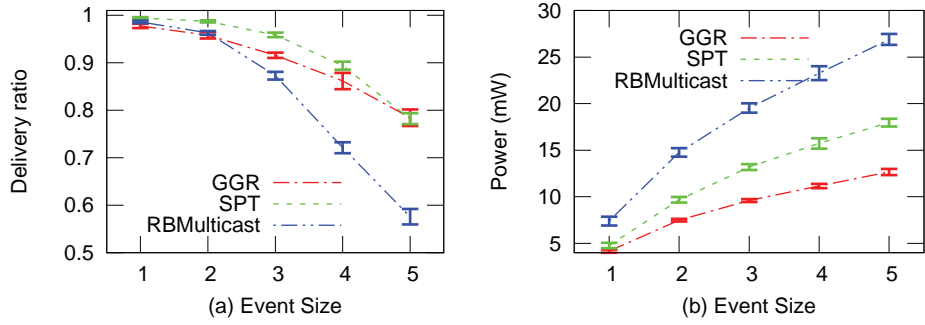 Delivery ratio
1
0.9
0.8
0.7
0.6
0.5
GGR
SPT
RBMulticast
1 2 3 4 5
(a) Event Size
Power (mW)
30
25
20
15
10
5
GGR
SPT
RBMulticast
1 2 3 4 5
(b) Event Size